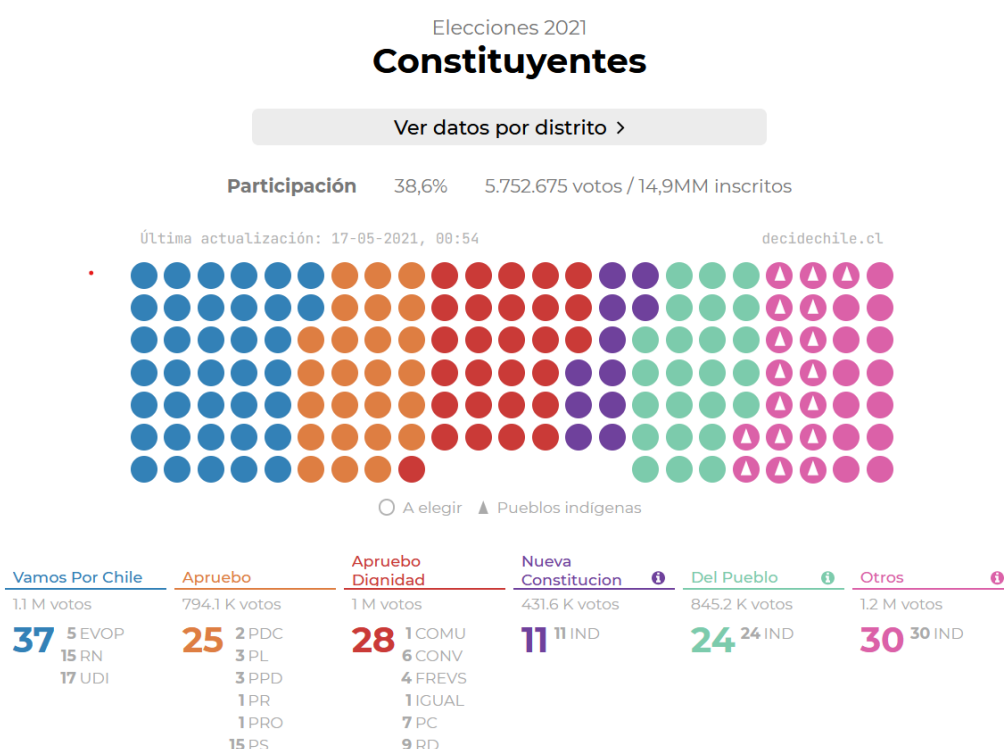 Elecciones 2021
Constituyentes
Ver datos por distrito >
Participación 38,6% 5.752.675 votos / 14,9MM inscritos
Última actualización: 17-05-2021, 00:54 decidechile.cl
A elegir Pueblos indígenas
Vamos Por Chile
1.1 M votos
37
5 EVOP
15 RN
17 UDI
Apruebo
794.1 K votos
25
2 PDC
3 PL
3 PPD
1 PR
1 PRO
15 PS
Apruebo
Dignidad
1 M votos
28
1 COMU
6 CONV
4 FREVS
1 IGUAL
7 PC
9 RD
Nueva
Constitucion
431.6 K votos
11
11 IND
Del Pueblo
845.2 K votos
24
24 IND
Otros
1.2 M votos
30
30 IND